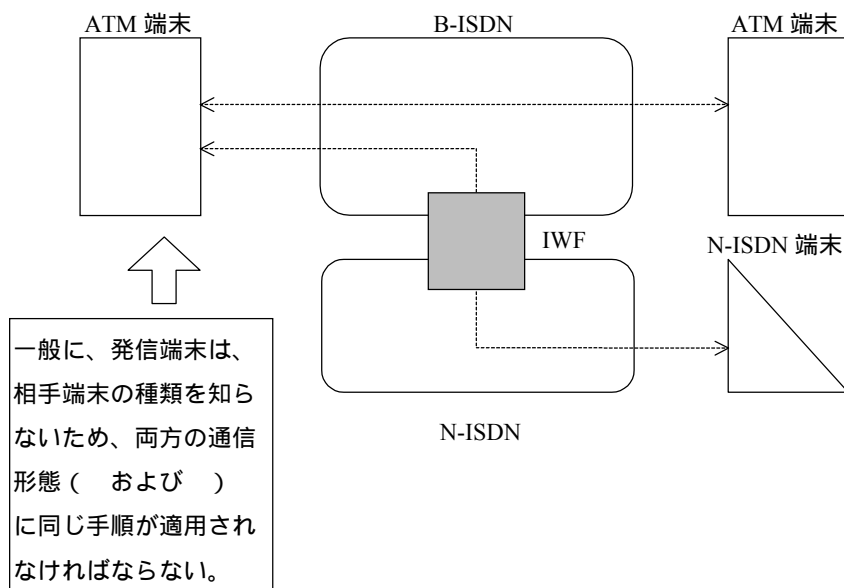 ATM 端末
B-ISDN
ATM 端末
IWF
N-ISDN 端末
N-ISDN
一般に、発信端末は、
相手端末の種類を知ら
ないため、両方の通信
形態(　および　)
に同じ手順が適用され
なければならない。